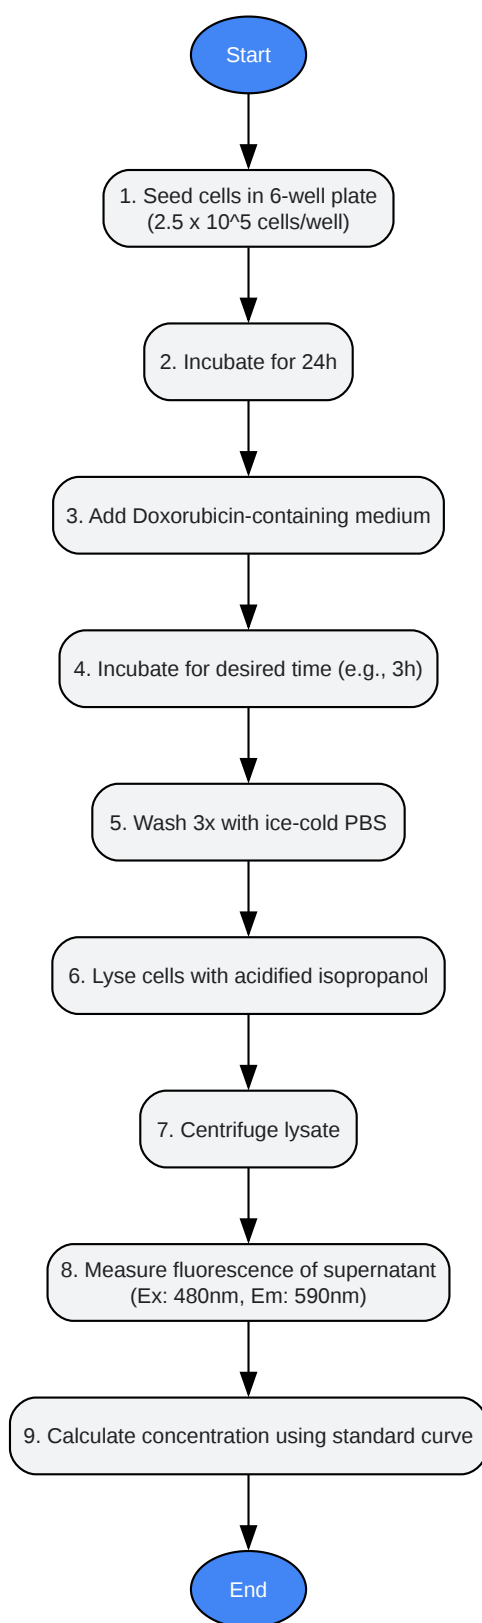 Start
1. Seed cells in 6-well plate
(2.5 x 10^5 cells/well)
2. Incubate for 24h
3. Add Doxorubicin-containing medium
4. Incubate for desired time (e.g., 3h)
5. Wash 3x with ice-cold PBS
6. Lyse cells with acidified isopropanol
7. Centrifuge lysate
8. Measure fluorescence of supernatant
(Ex: 480nm, Em: 590nm)
9. Calculate concentration using standard curve
End